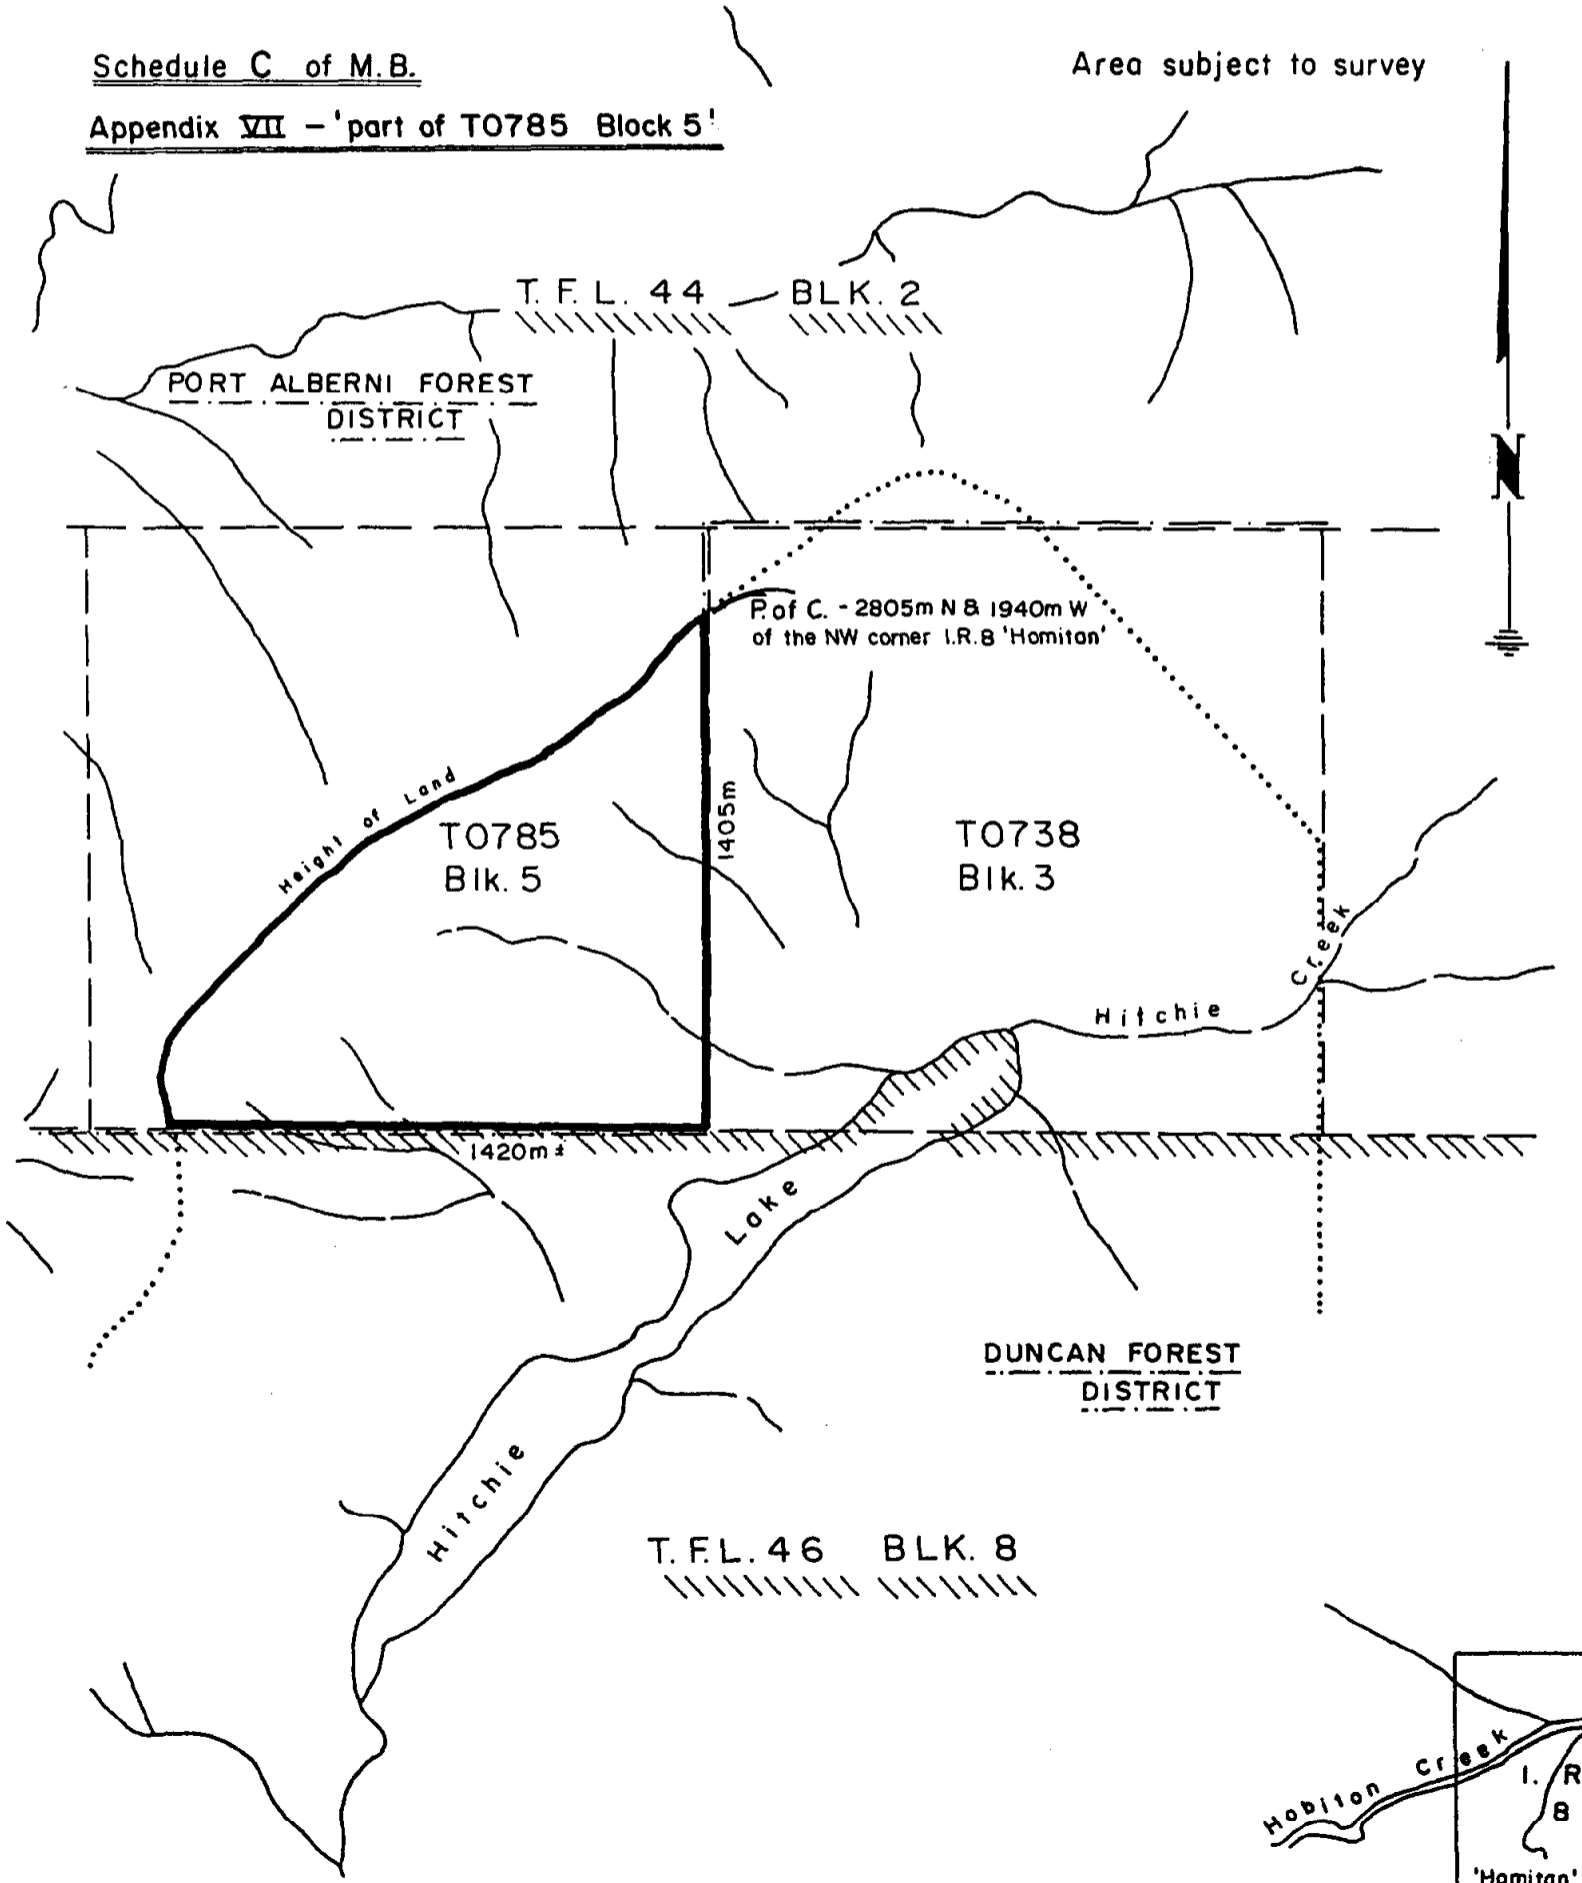 Schedule C of M.B.
Area subject to survey
Appendix VII - 'part of T0785 Block 5'
T.F.L. 44 - BLK. 2
PORT ALBERNI FOREST
DISTRICT
N
P. of C. - 2805m N & 1940m W
of the NW corner I.R.8 'Homitan'
Height of Land
1405m
T0785
Blk. 5
T0738
Blk. 3
Hitchie Creek
1420m ±
Hitchie Lake
DUNCAN FOREST
DISTRICT
T.F.L. 46 BLK. 8
Hobiton Creek
I. R
8
'Homitan'